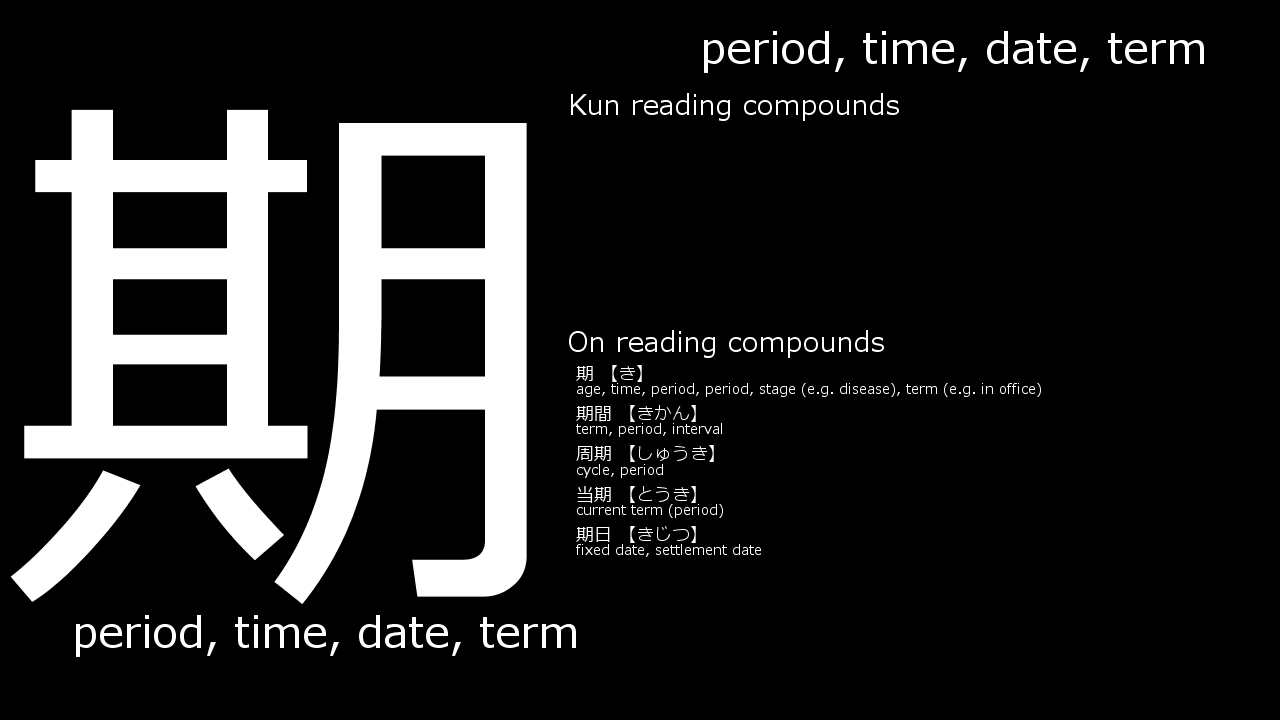 period, time, date, term
Kun reading compounds
期
On reading compounds
期 【き】
age, time, period, period, stage (e.g. disease), term (e.g. in office)
期間 【きかん】
term, period, interval
周期 【しゅうき】
cycle, period
当期 【とうき】
current term (period)
期日 【きじつ】
fixed date, settlement date
period, time, date, term